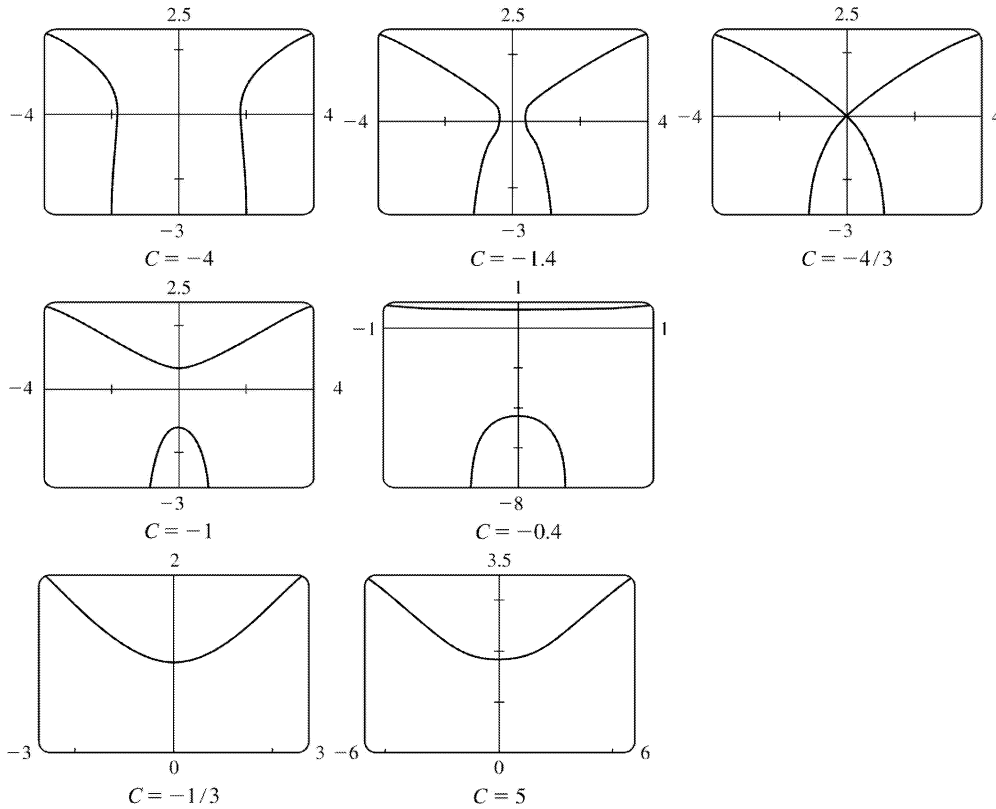 2.5 2.5 2.5
−4 4 −4 4 −4 4
−3 −3 −3
C = −4 C = −1.4 C = −4/3
2.5 1
−4 4 −1 1
−3 −8
C = −1 C = −0.4
2 3.5
−3 3 −6 6
0 0
C = −1/3 C = 5